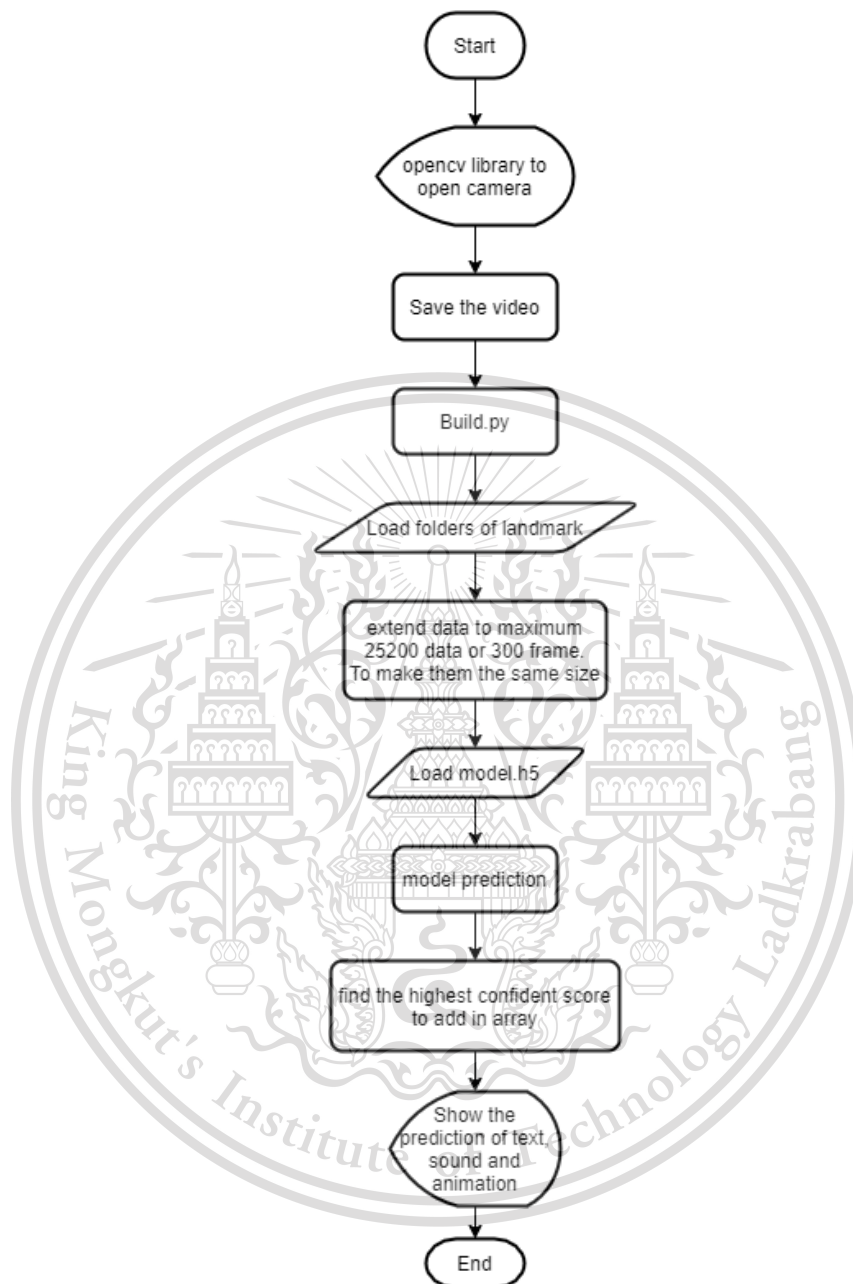 Start
opencv library to
open camera
Save the video
Build.py
Load folders of landmark
extend data to maximum
25200 data or 300 frame.
To make them the same size
Load model.h5
model prediction
find the highest confident score
to add in array
Show the
prediction of text,
sound and
animation
End
King Mongkut's Institute of Technology Ladkrabang